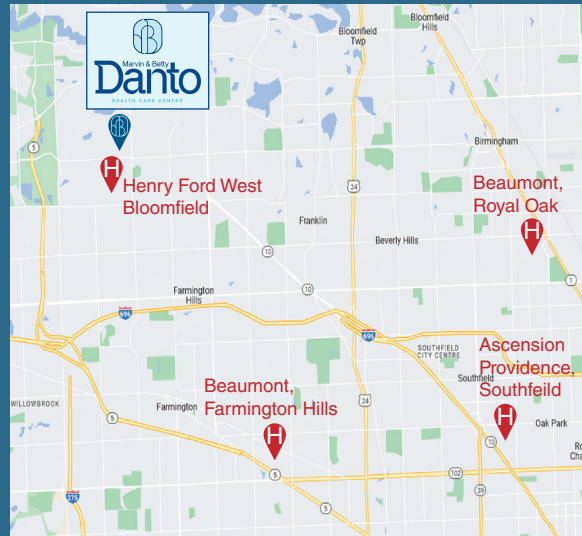 Marvin & Betty
Danto
HEALTH CARE CENTER
Bloomfield
Twp
Bloomfield
Hills
5
Birmingham
Henry Ford West
Bloomfield
24
Beaumont,
Royal Oak
Franklin
Beverly Hills
10
10
1
Farmington
Hills
696
696
SOUTHFIELD
CITY CENTRE
Ascension
Providence,
Southfeild
Southfield
Beaumont,
Farmington Hills
WILLOWBROOK
Farmington
24
5
Oak Park
10
5
102
275
39
5